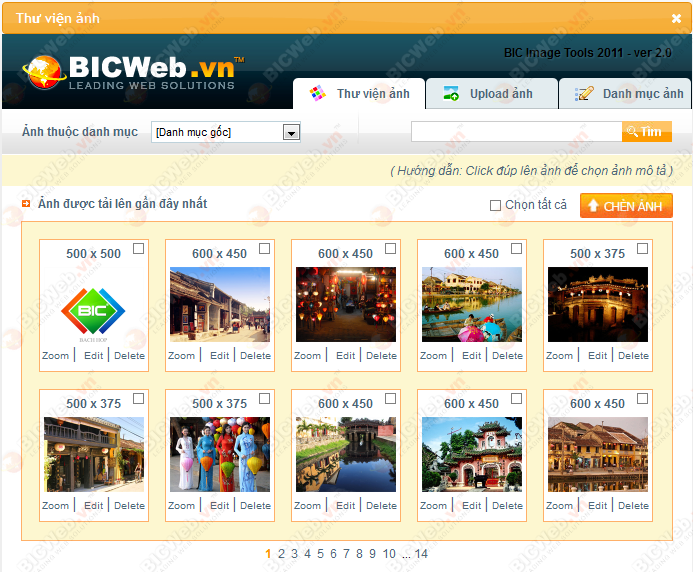 Thư viện ảnh
BIC Image Tools 2011 - ver 2.0
BICWeb.vn™
LEADING WEB SOLUTIONS
Thư viện ảnh Upload ảnh Danh mục ảnh
Ảnh thuộc danh mục [Danh mục gốc] Tìm
( Hướng dẫn: Click đúp lên ảnh để chọn ảnh mô tả )
Ảnh được tải lên gần đây nhất Chọn tất cả CHÈN ẢNH
500 x 500 600 x 450 600 x 450 600 x 450 500 x 375
BIC
BACH HOP
Zoom | Edit | Delete Zoom | Edit | Delete Zoom | Edit | Delete Zoom | Edit | Delete Zoom | Edit | Delete
500 x 375 500 x 375 600 x 450 600 x 450 600 x 450
Zoom | Edit | Delete Zoom | Edit | Delete Zoom | Edit | Delete Zoom | Edit | Delete Zoom | Edit | Delete
1 2 3 4 5 6 7 8 9 10 ... 14